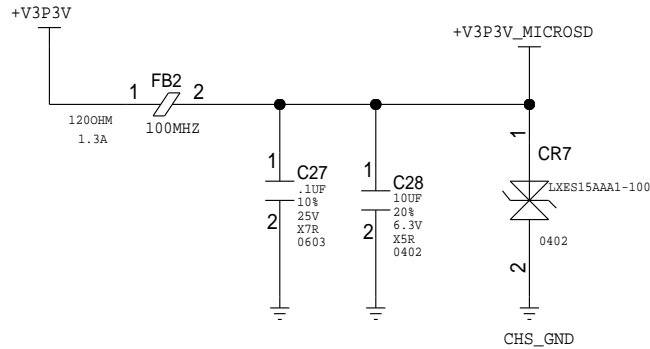 +V3P3V
+V3P3V_MICROSD
FB2
1
2
120OHM
1.3A
100MHZ
1
C27
.1UF
10%
25V
X7R
0603
2
1
C28
10UF
20%
6.3V
X5R
0402
2
1
CR7
LXES15AAA1-100
0402
2
CHS_GND